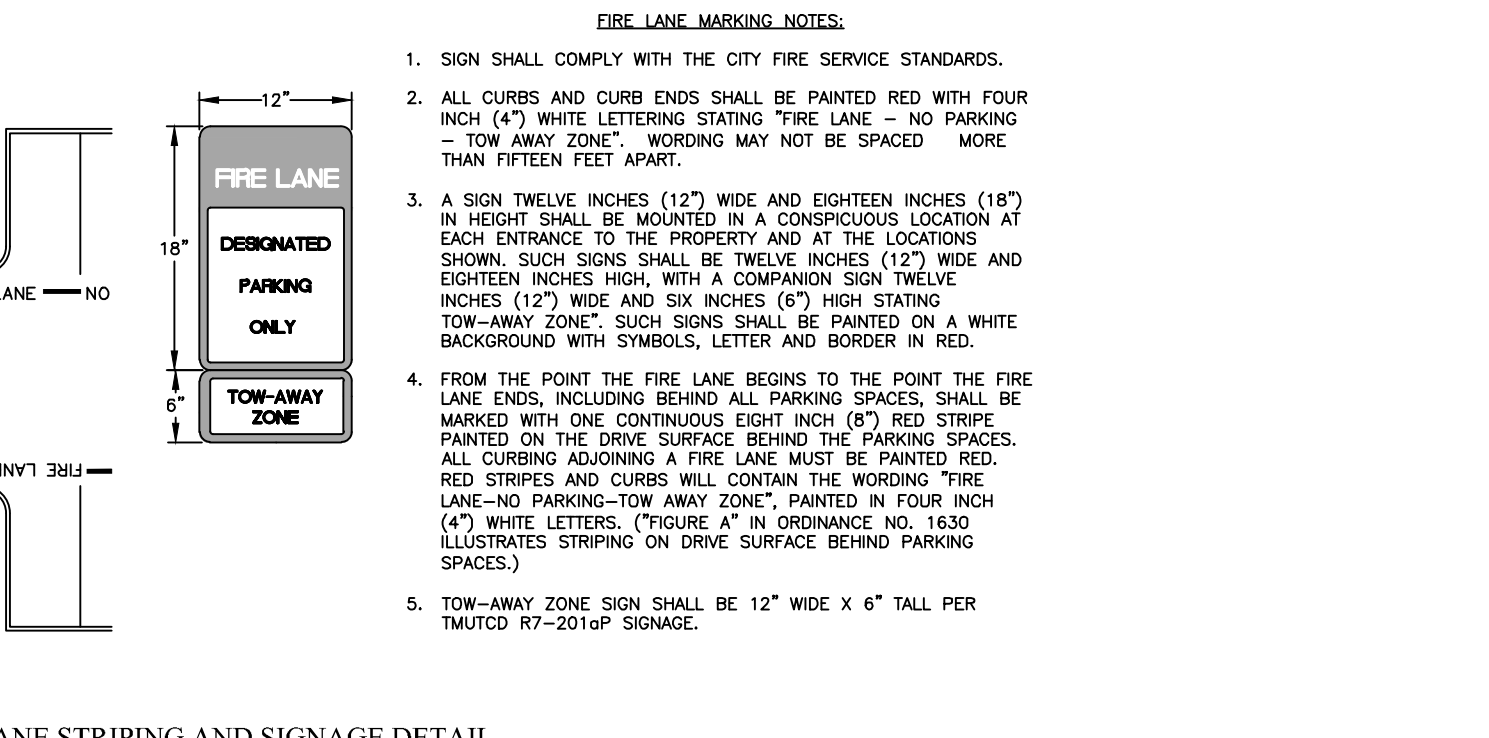 FIRE LANE MARKING NOTES:
1. SIGN SHALL COMPLY WITH THE CITY FIRE SERVICE STANDARDS.
2. ALL CURBS AND CURB ENDS SHALL BE PAINTED RED WITH FOUR
INCH (4") WHITE LETTERING STATING "FIRE LANE – NO PARKING
– TOW AWAY ZONE". WORDING MAY NOT BE SPACED MORE
THAN FIFTEEN FEET APART.
3. A SIGN TWELVE INCHES (12") WIDE AND EIGHTEEN INCHES (18")
IN HEIGHT SHALL BE MOUNTED IN A CONSPICUOUS LOCATION AT
EACH ENTRANCE TO THE PROPERTY AND AT THE LOCATIONS
SHOWN. SUCH SIGNS SHALL BE TWELVE INCHES (12") WIDE AND
EIGHTEEN INCHES HIGH, WITH A COMPANION SIGN TWELVE
INCHES (12") WIDE AND SIX INCHES (6") HIGH STATING
TOW–AWAY ZONE". SUCH SIGNS SHALL BE PAINTED ON A WHITE
BACKGROUND WITH SYMBOLS, LETTER AND BORDER IN RED.
4. FROM THE POINT THE FIRE LANE BEGINS TO THE POINT THE FIRE
LANE ENDS, INCLUDING BEHIND ALL PARKING SPACES, SHALL BE
MARKED WITH ONE CONTINUOUS EIGHT INCH (8") RED STRIPE
PAINTED ON THE DRIVE SURFACE BEHIND THE PARKING SPACES.
ALL CURBING ADJOINING A FIRE LANE MUST BE PAINTED RED.
RED STRIPES AND CURBS WILL CONTAIN THE WORDING "FIRE
LANE–NO PARKING–TOW AWAY ZONE", PAINTED IN FOUR INCH
(4") WHITE LETTERS. ("FIGURE A" IN ORDINANCE NO. 1630
ILLUSTRATES STRIPING ON DRIVE SURFACE BEHIND PARKING
SPACES.)
5. TOW–AWAY ZONE SIGN SHALL BE 12" WIDE X 6" TALL PER
TMUTCD R7–201aP SIGNAGE.
12"
18"
6"
FIRE LANE
DESIGNATED
PARKING
ONLY
TOW-AWAY
ZONE
ANE — NO
FIRE LAN
ANE STRIPING AND SIGNAGE DETAIL